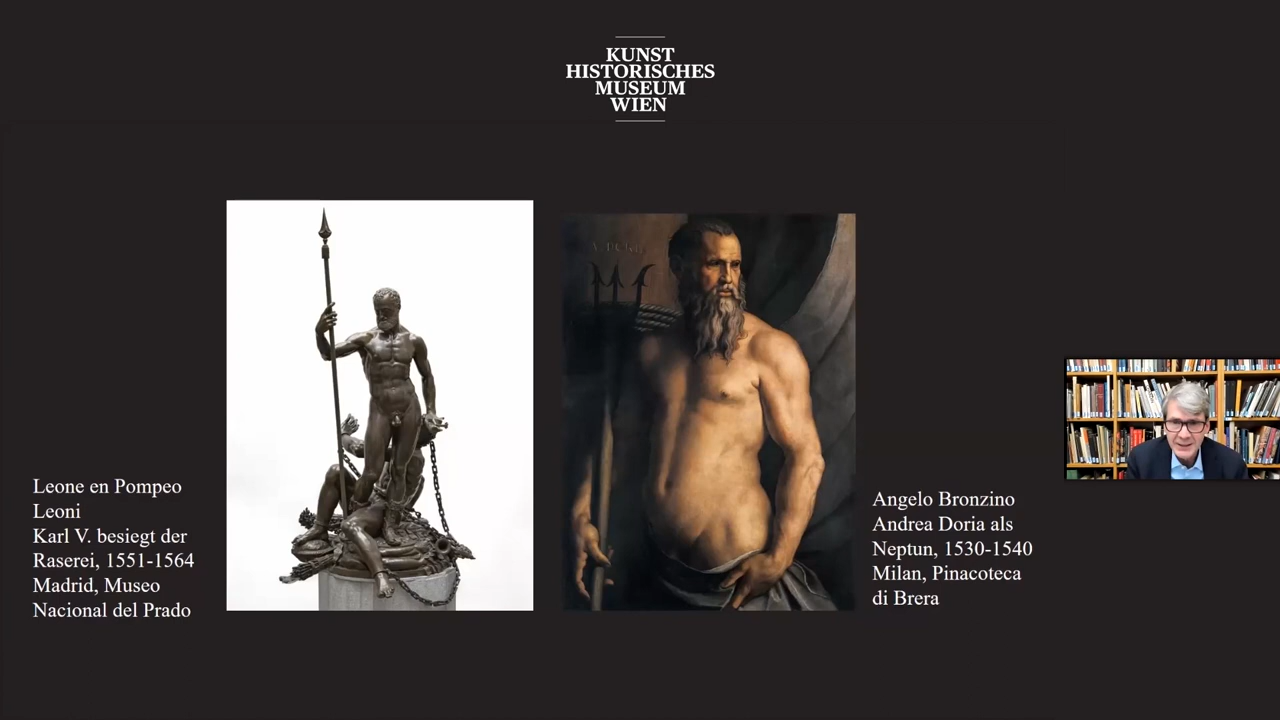 KUNST
HISTORISCHES
MUSEUM
WIEN
Leone en Pompeo
Leoni
Karl V. besiegt der
Raserei, 1551-1564
Madrid, Museo
Nacional del Prado
Angelo Bronzino
Andrea Doria als
Neptun, 1530-1540
Milan, Pinacoteca
di Brera